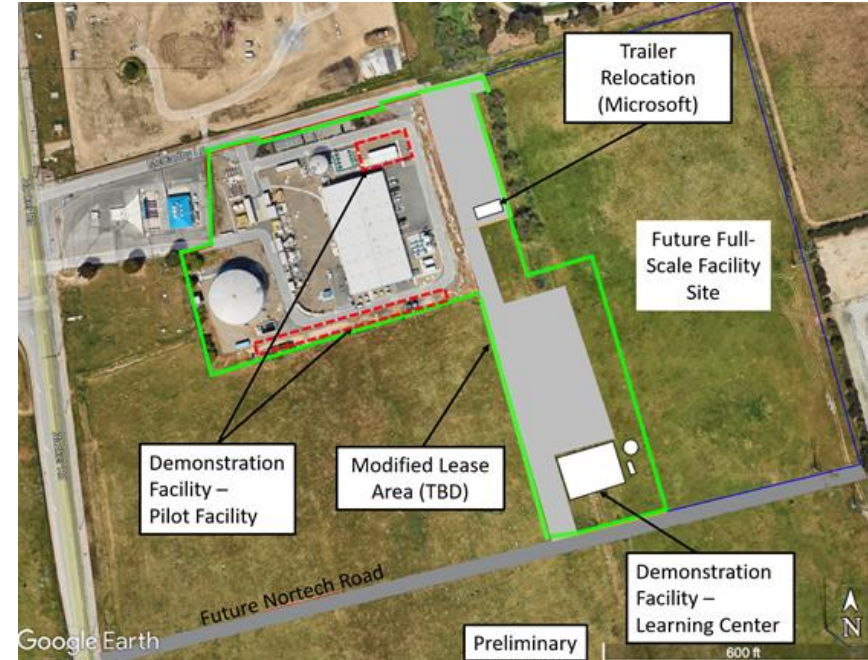 Trailer
Relocation
(Microsoft)
Future Full-
Scale Facility
Site
Demonstration
Facility –
Pilot Facility
Modified Lease
Area (TBD)
Demonstration
Facility –
Learning Center
Future Nortech Road
Google Earth
Preliminary
600 ft
N